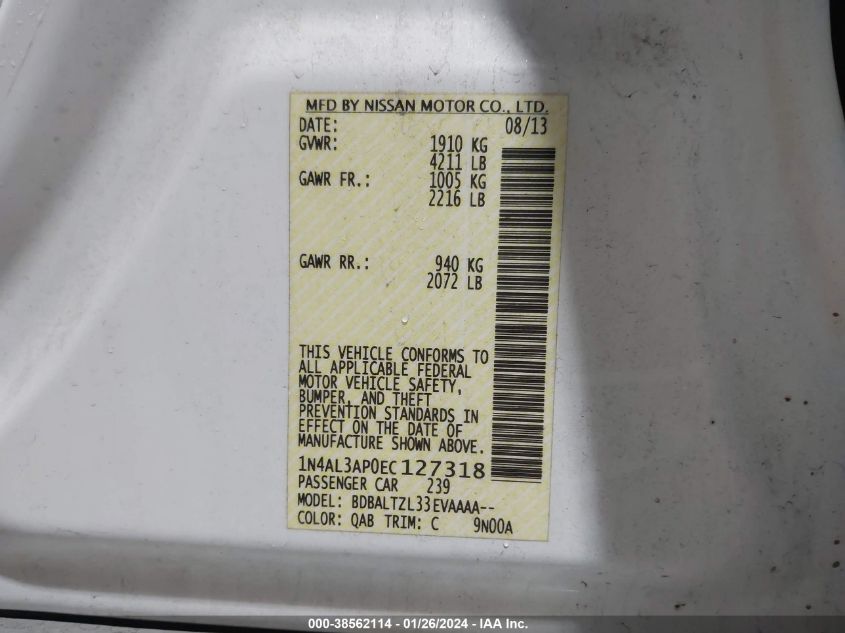 MFD BY NISSAN MOTOR CO., LTD.
DATE: 08/13
GVWR: 1910 KG
4211 LB
GAWR FR.: 1005 KG
2216 LB
GAWR RR.: 940 KG
2072 LB
THIS VEHICLE CONFORMS TO
ALL APPLICABLE FEDERAL
MOTOR VEHICLE SAFETY,
BUMPER, AND THEFT
PREVENTION STANDARDS IN
EFFECT ON THE DATE OF
MANUFACTURE SHOWN ABOVE.
1N4AL3AP0EC127318
PASSENGER CAR 239
MODEL: BDBALTZL33EVAAAA--
COLOR: QAB TRIM: C 9N00A
000-38562114 - 01/26/2024 - IAA Inc.